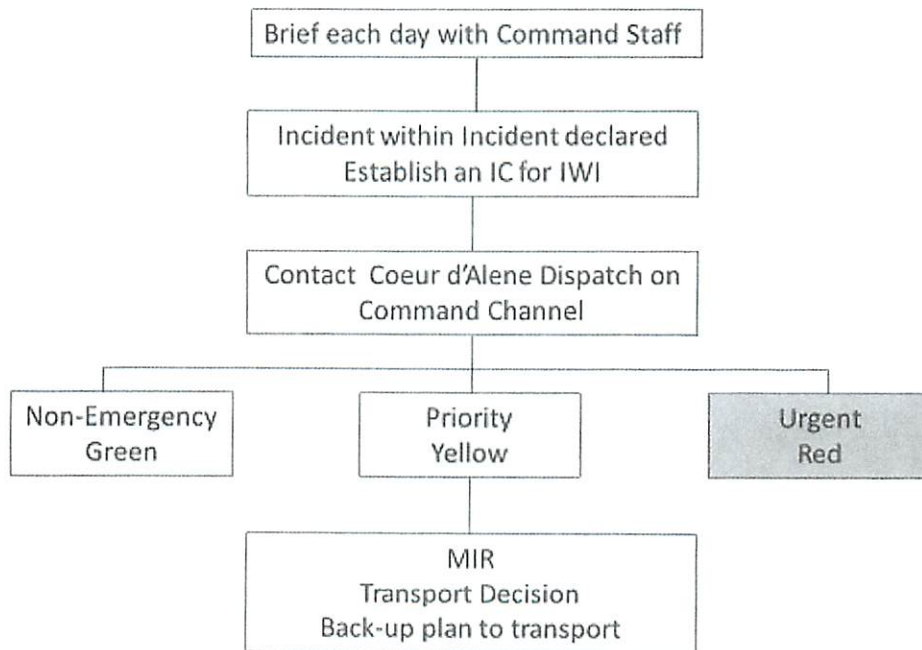 Brief each day with Command Staff
Incident within Incident declared
Establish an IC for IWI
Contact Coeur d'Alene Dispatch on
Command Channel
Non-Emergency
Green
Priority
Yellow
Urgent
Red
MIR
Transport Decision
Back-up plan to transport